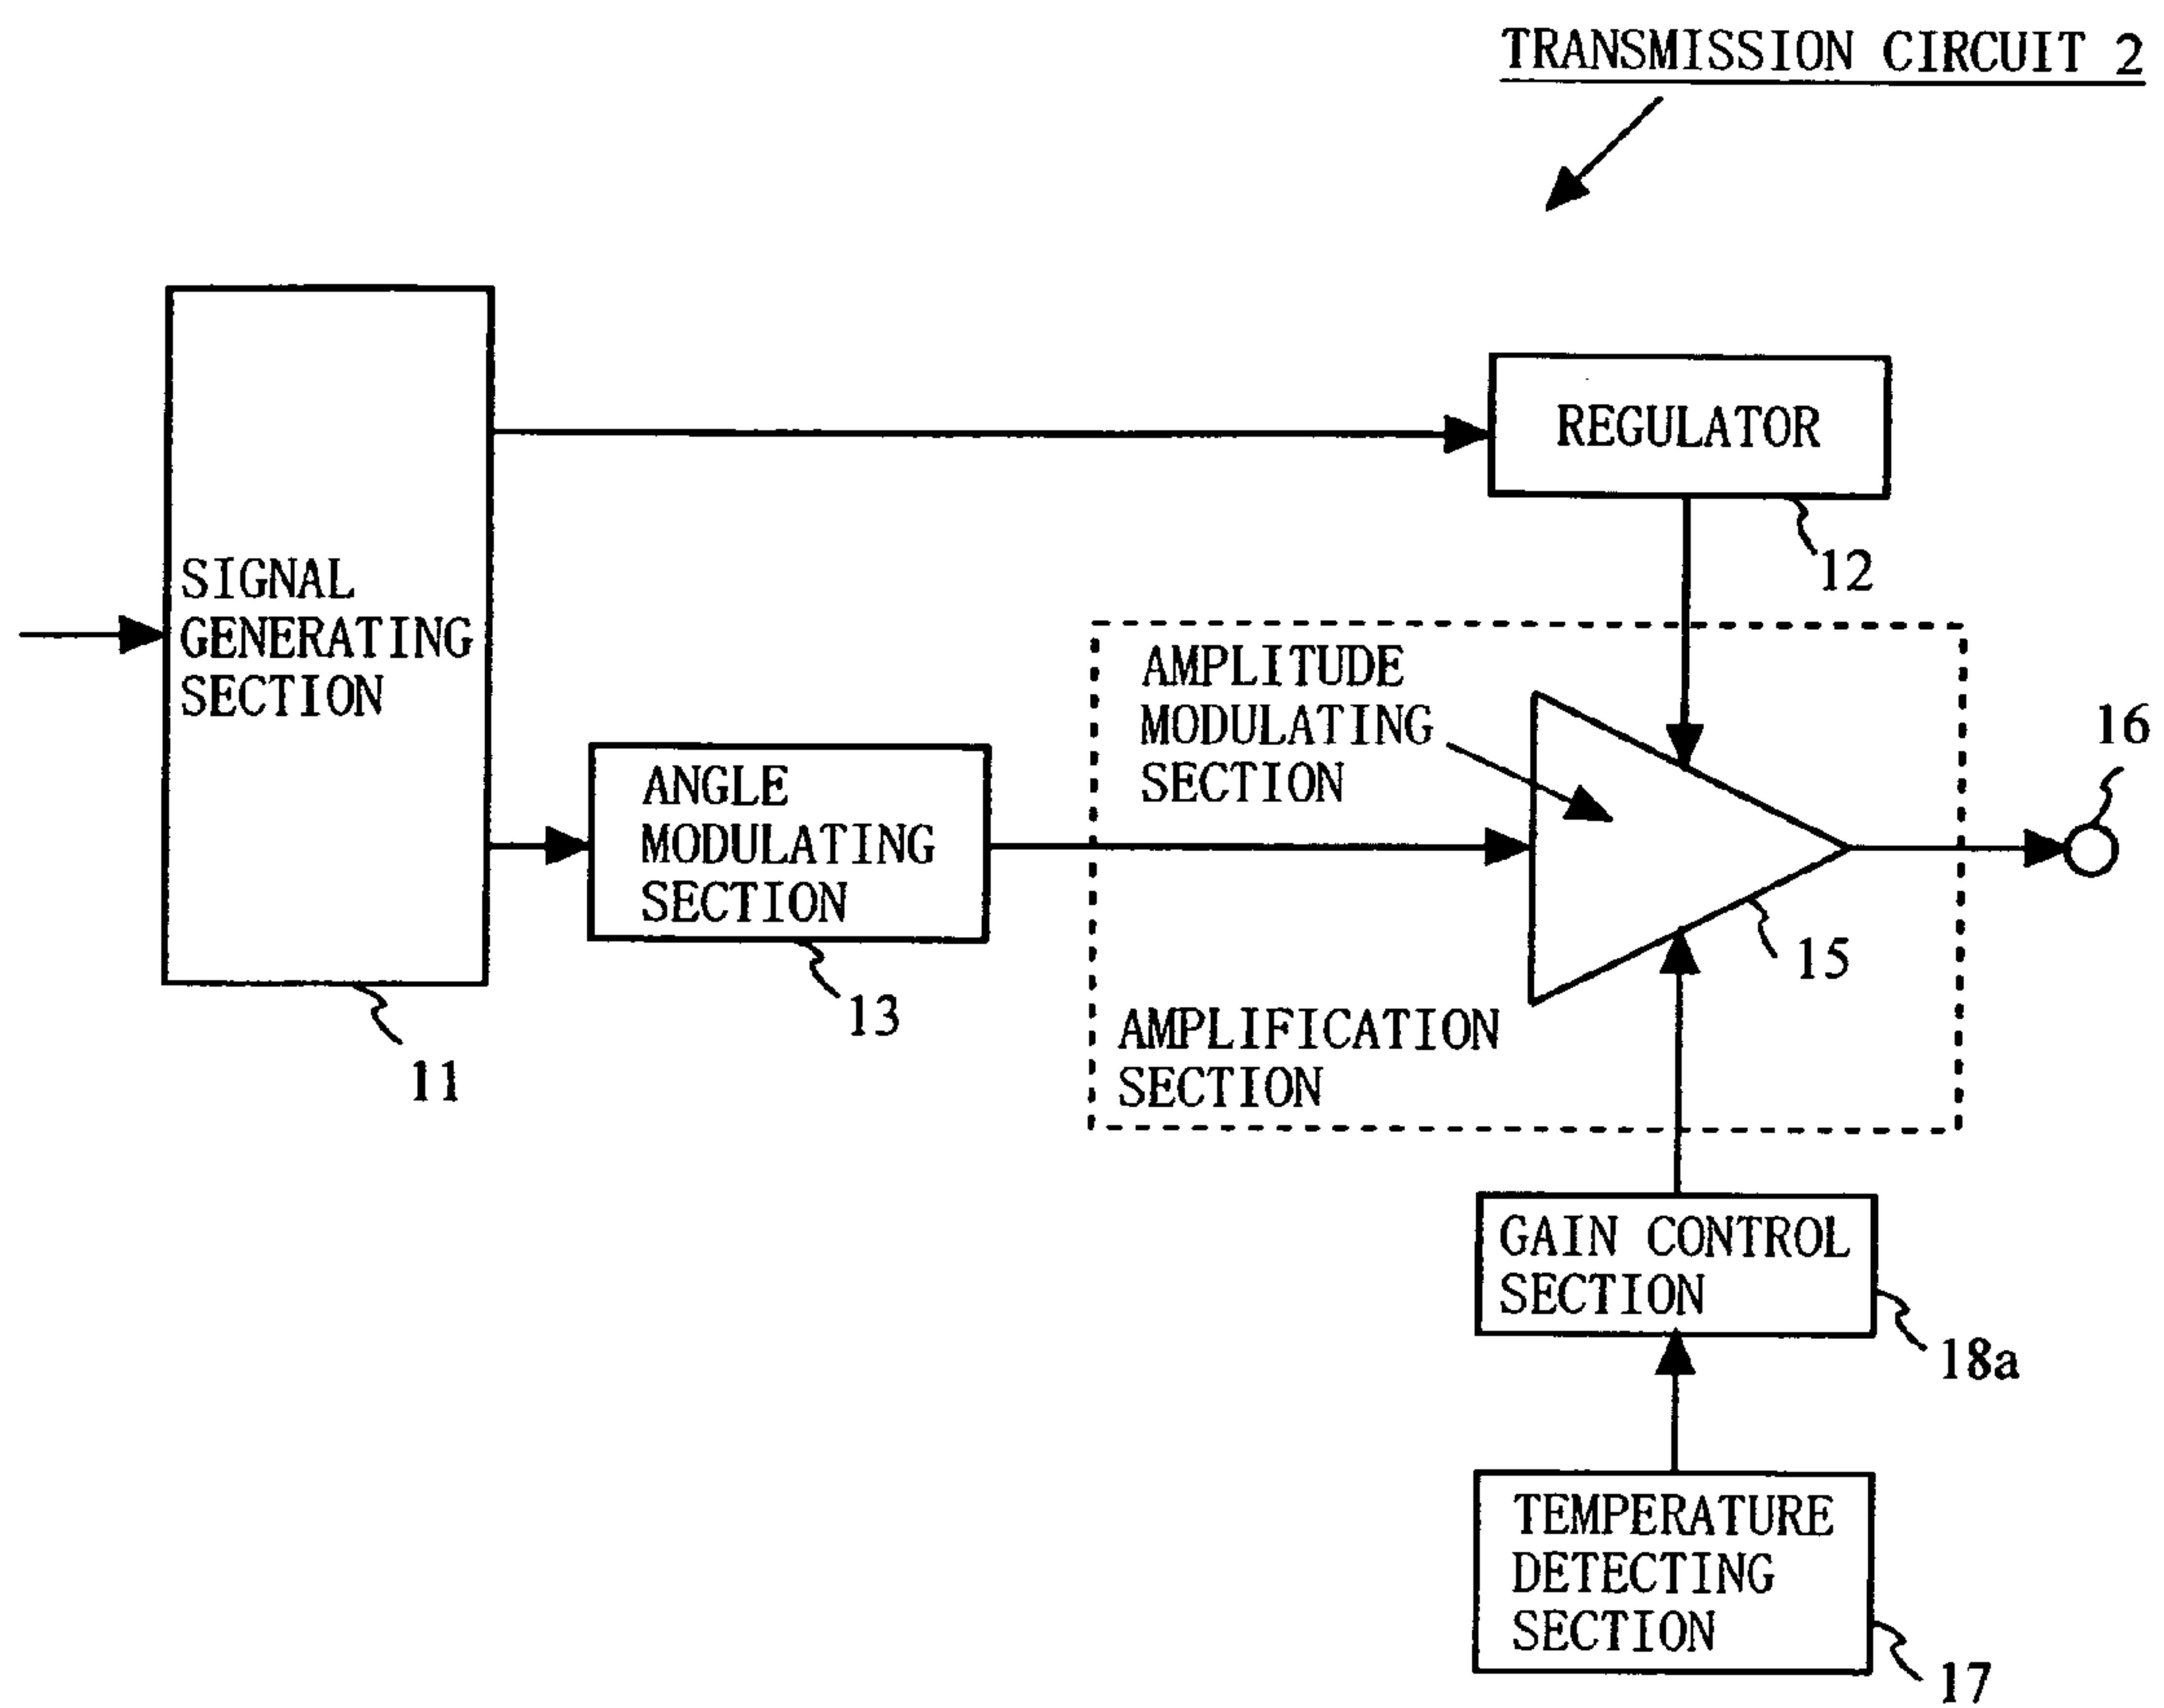 TRANSMISSION CIRCUIT 2
REGULATOR
12
SIGNAL
GENERATING
SECTION
11
ANGLE
MODULATING
SECTION
13
AMPLITUDE
MODULATING
SECTION
16
15
AMPLIFICATION
SECTION
GAIN CONTROL
SECTION
18a
TEMPERATURE
DETECTING
SECTION
17